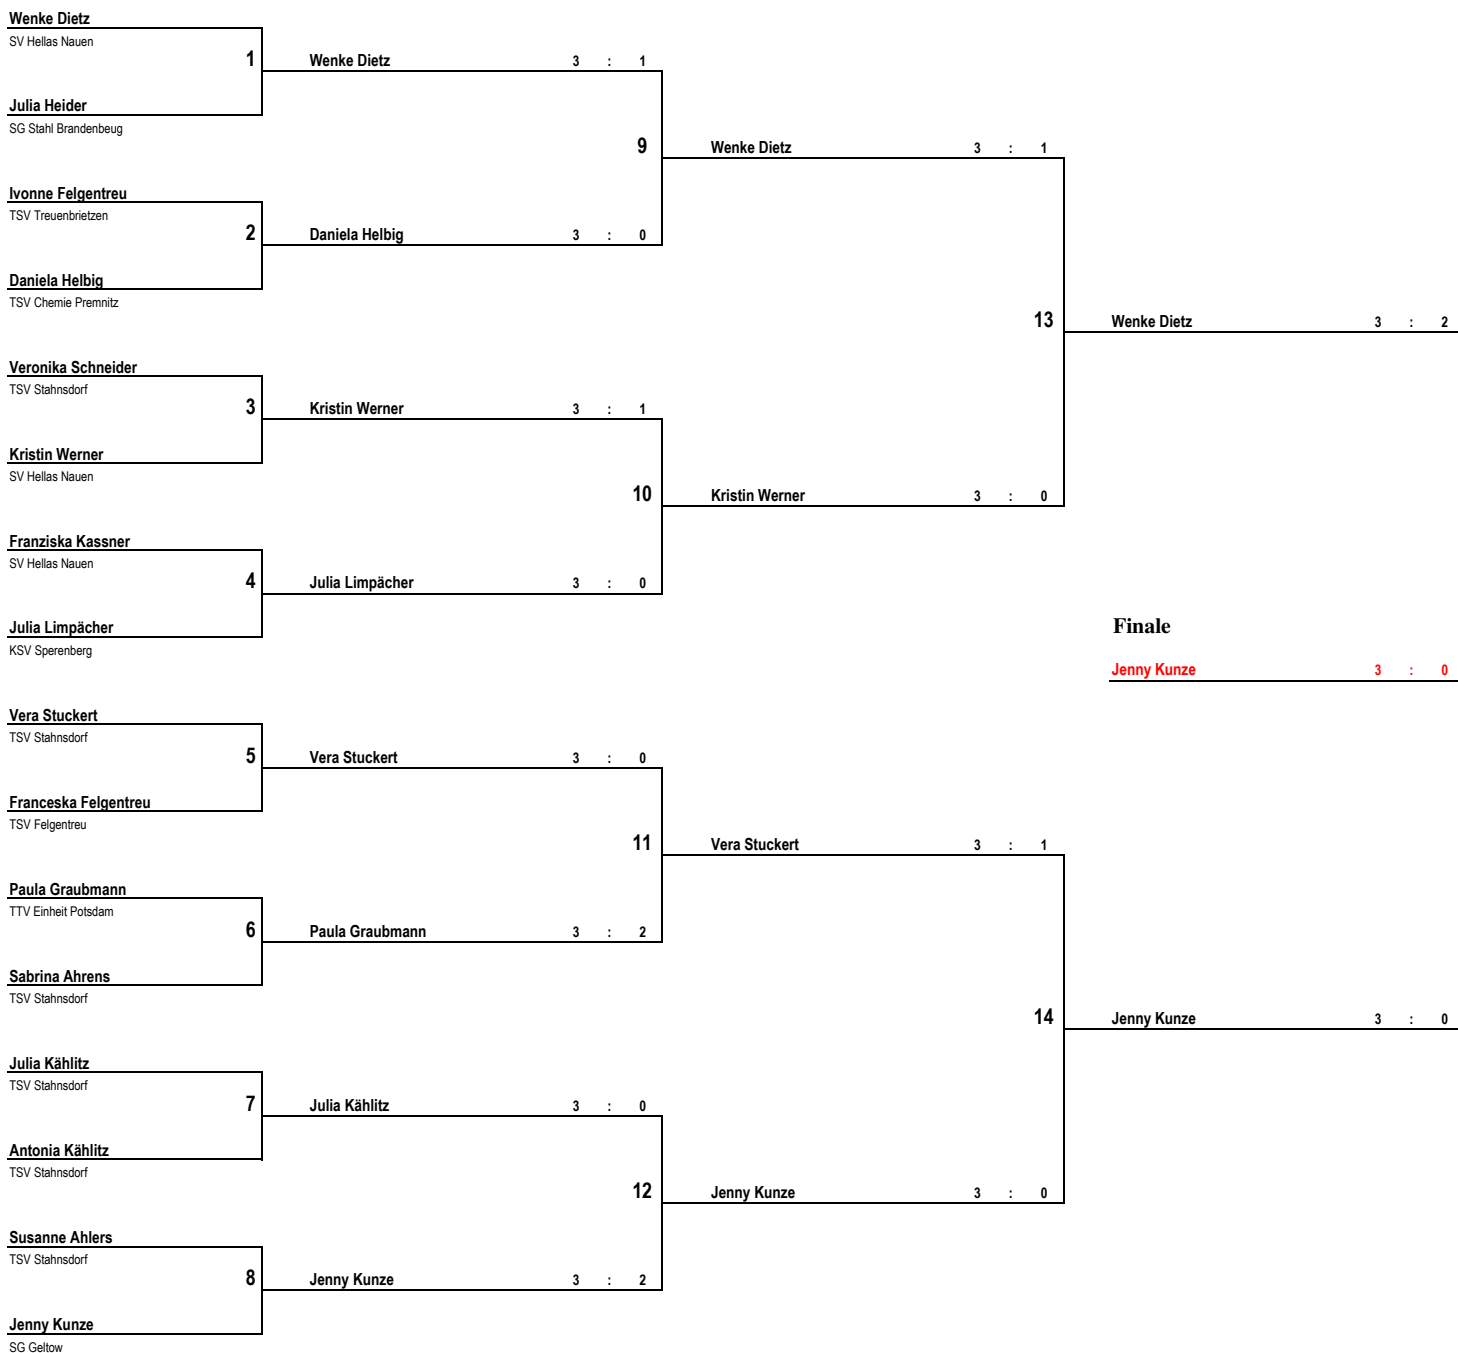 Wenke Dietz
SV Hellas Nauen
1
Wenke Dietz 3 : 1
Julia Heider
SG Stahl Brandenbeug
9
Wenke Dietz 3 : 1
Ivonne Felgentreu
TSV Treuenbrietzen
2
Daniela Helbig 3 : 0
Daniela Helbig
TSV Chemie Premnitz
13
Wenke Dietz 3 : 2
Veronika Schneider
TSV Stahnsdorf
3
Kristin Werner 3 : 1
Kristin Werner
SV Hellas Nauen
10
Kristin Werner 3 : 0
Franziska Kassner
SV Hellas Nauen
4
Julia Limpächer 3 : 0
Julia Limpächer
KSV Sperenberg
Finale
Jenny Kunze 3 : 0
Vera Stuckert
TSV Stahnsdorf
5
Vera Stuckert 3 : 0
Franceska Felgentreu
TSV Felgentreu
11
Vera Stuckert 3 : 1
Paula Graubmann
TTV Einheit Potsdam
6
Paula Graubmann 3 : 2
Sabrina Ahrens
TSV Stahnsdorf
14
Jenny Kunze 3 : 0
Julia Kählitz
TSV Stahnsdorf
7
Julia Kählitz 3 : 0
Antonia Kählitz
TSV Stahnsdorf
12
Jenny Kunze 3 : 0
Susanne Ahlers
TSV Stahnsdorf
8
Jenny Kunze 3 : 2
Jenny Kunze
SG Geltow